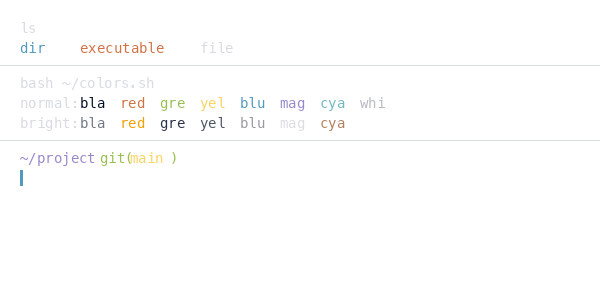 ls
dir executable file
bash ~/colors.sh
normal:bla red gre yel blu mag cya whi
bright:bla red gre yel blu mag cya
~/project git(main )